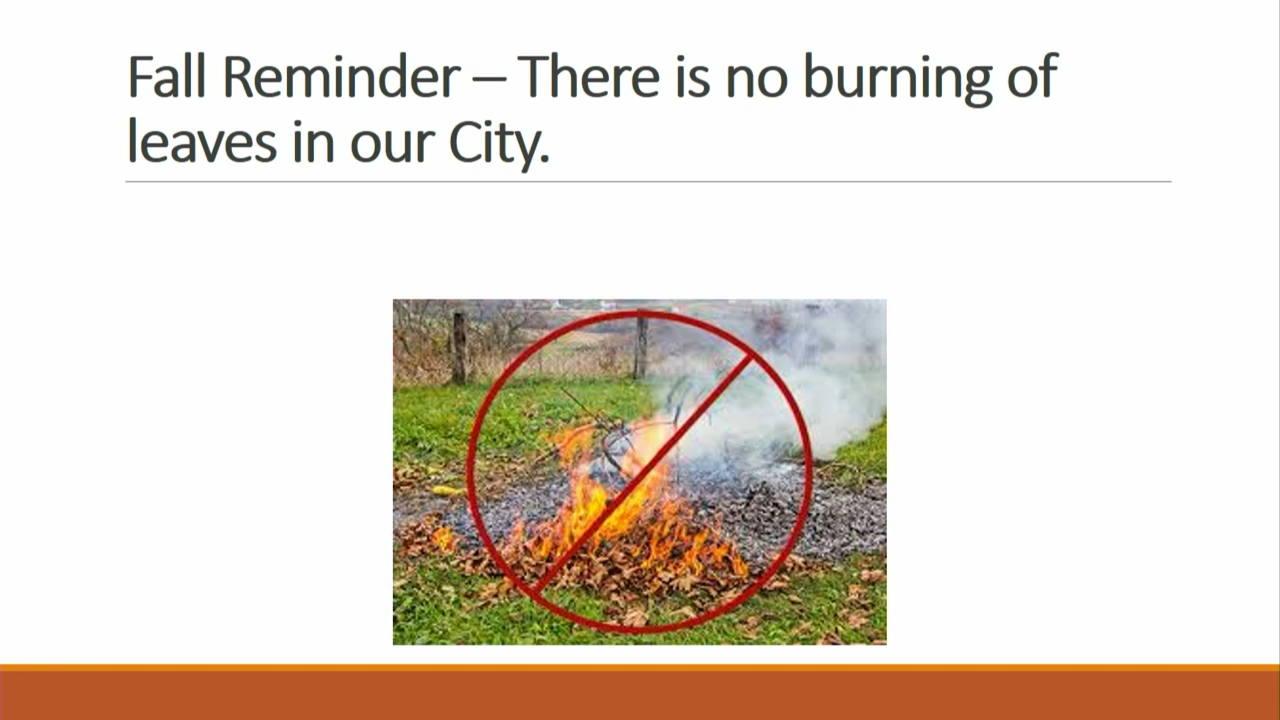 Fall Reminder – There is no burning of
leaves in our City.